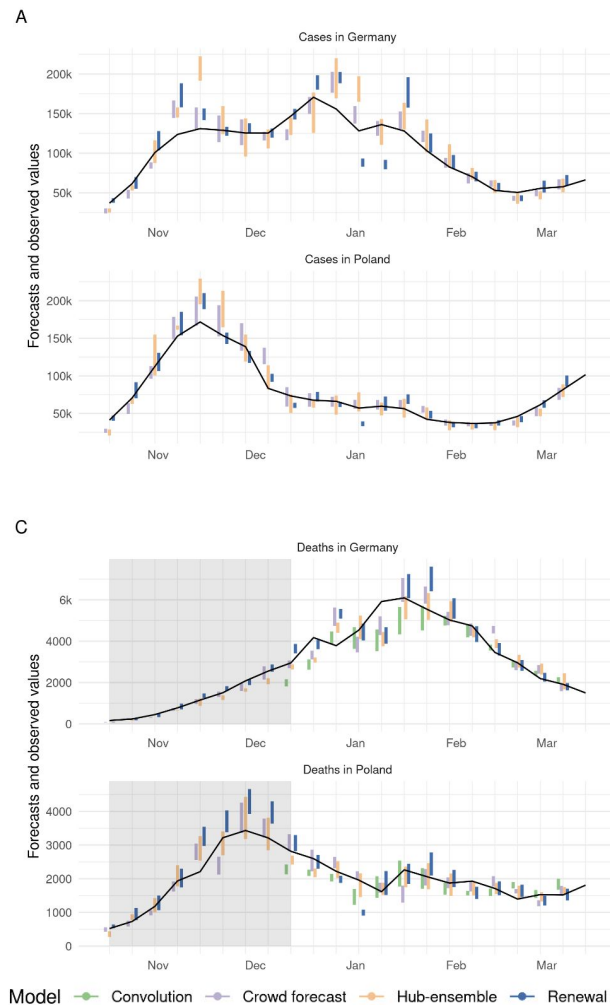 A
Cases in Germany
200k
150k
100k
50k
Nov Dec Jan Feb Mar
Cases in Poland
200k
150k
100k
50k
Nov Dec Jan Feb Mar
Forecasts and observed values
C
Deaths in Germany
6k
4000
2000
0
Nov Dec Jan Feb Mar
Deaths in Poland
4000
3000
2000
1000
0
Nov Dec Jan Feb Mar
Forecasts and observed values
Model Convolution Crowd forecast Hub-ensemble Renewal